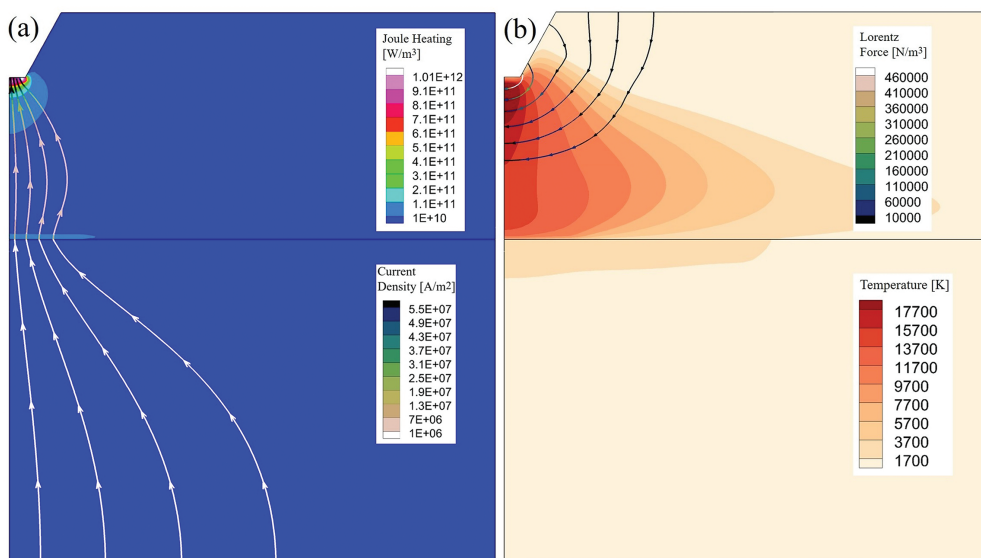 (a)
Joule Heating
[W/m³]
1.01E+12
9.1E+11
8.1E+11
7.1E+11
6.1E+11
5.1E+11
4.1E+11
3.1E+11
2.1E+11
1.1E+11
1E+10
Current
Density [A/m2]
5.5E+07
4.9E+07
4.3E+07
3.7E+07
3.1E+07
2.5E+07
1.9E+07
1.3E+07
7E+06
1E+06
(b)
Lorentz
Force [N/m³]
460000
410000
360000
310000
260000
210000
160000
110000
60000
10000
Temperature [K]
17700
15700
13700
11700
9700
7700
5700
3700
1700